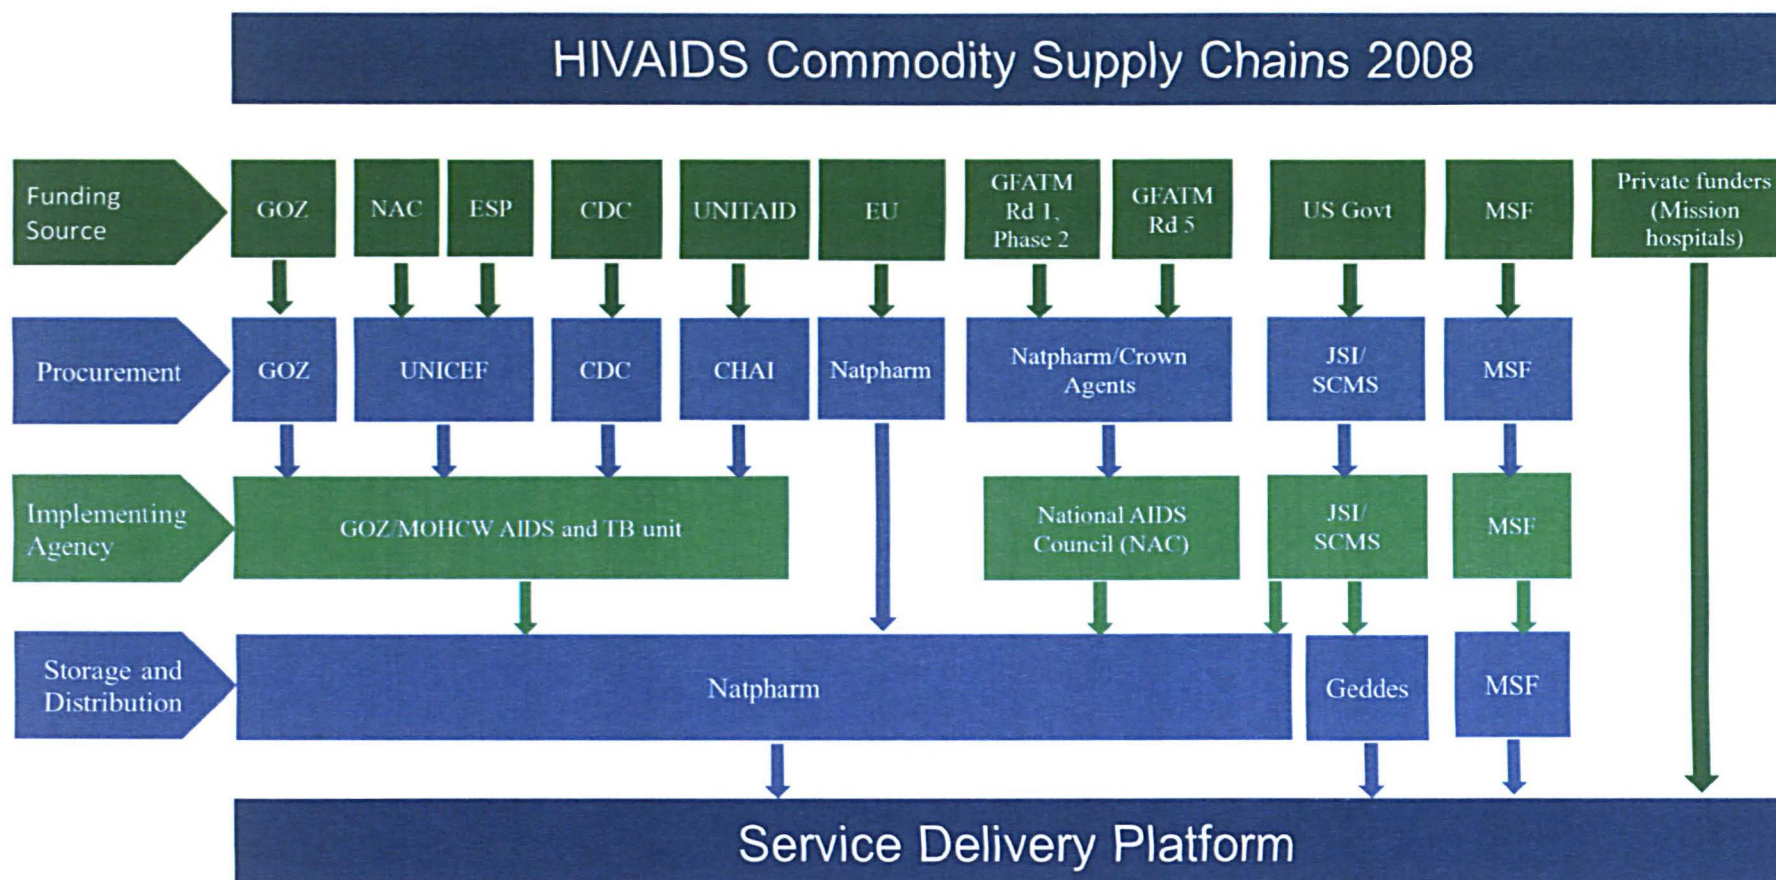 HIVAIDS Commodity Supply Chains 2008
Funding
Source
GOZ
NAC
ESP
CDC
UNITAID
EU
GFATM
Rd 1,
Phase 2
GFATM
Rd 5
US Govt
MSF
Private funders
(Mission
hospitals)
Procurement
GOZ
UNICEF
CDC
CHAI
Natpharm
Natpharm/Crown
Agents
JSI/
SCMS
MSF
Implementing
Agency
GOZ/MOHCW AIDS and TB unit
National AIDS
Council (NAC)
JSI/
SCMS
MSF
Storage and
Distribution
Natpharm
Geddes
MSF
Service Delivery Platform